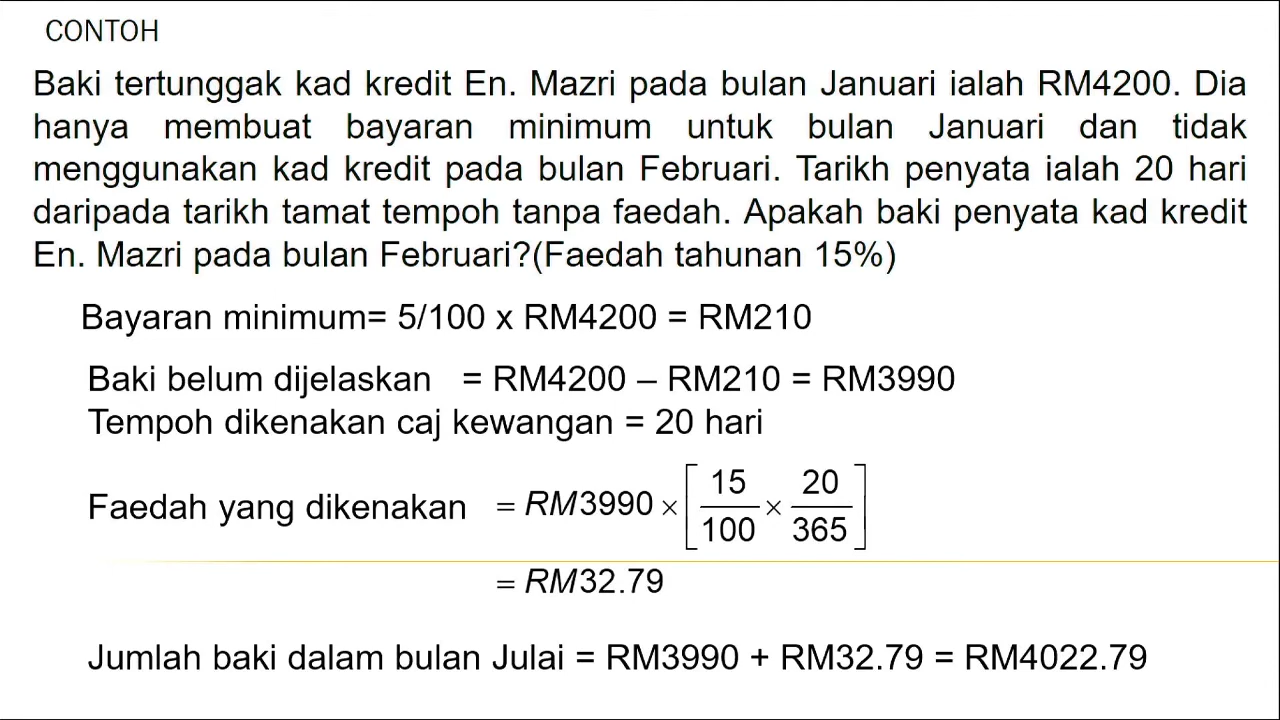 CONTOH
Baki tertunggak kad kredit En. Mazri pada bulan Januari ialah RM4200. Dia
hanya membuat bayaran minimum untuk bulan Januari dan tidak
menggunakan kad kredit pada bulan Februari. Tarikh penyata ialah 20 hari
daripada tarikh tamat tempoh tanpa faedah. Apakah baki penyata kad kredit
En. Mazri pada bulan Februari?(Faedah tahunan 15%)
Bayaran minimum= 5/100 x RM4200 = RM210
Baki belum dijelaskan = RM4200 – RM210 = RM3990
Tempoh dikenakan caj kewangan = 20 hari
Faedah yang dikenakan = RM3990 × [15/100 × 20/365]
= RM32.79
Jumlah baki dalam bulan Julai = RM3990 + RM32.79 = RM4022.79